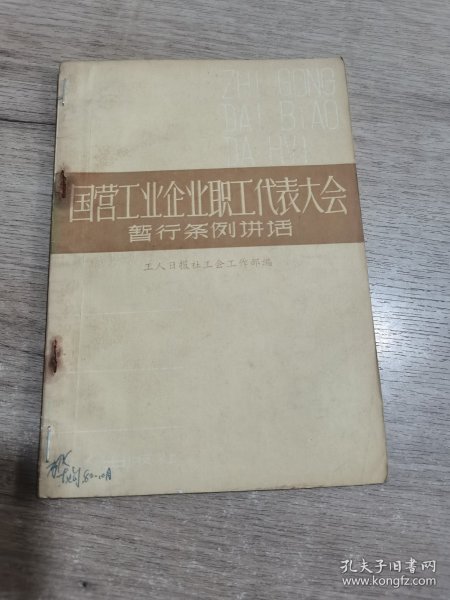 ZHI GONG
DAI BIAO
DA HUI
国营工业企业职工代表大会
暂行条例讲话
工人日报社工会工作部编
孔夫子旧书网
www.kongfz.com